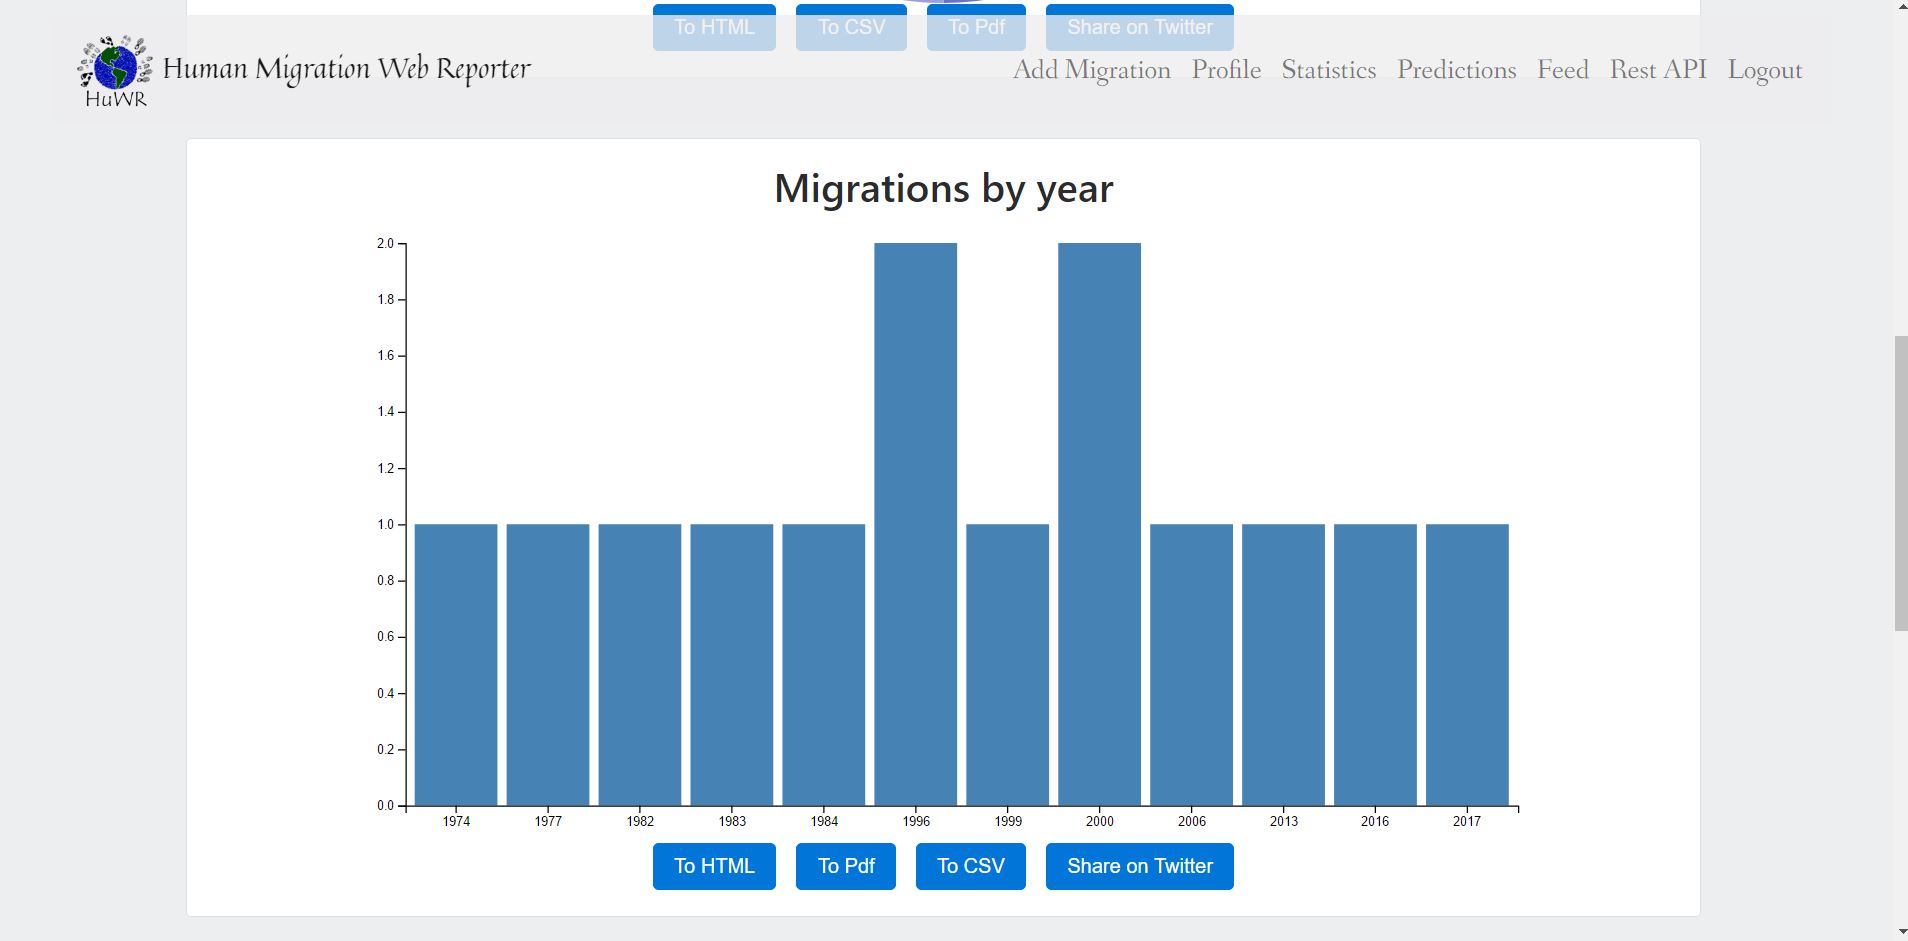 To HTML To CSV To Pdf Share on Twitter
HuWR
Human Migration Web Reporter Add Migration Profile Statistics Predictions Feed Rest API Logout
Migrations by year
2.0
1.8
1.6
1.4
1.2
1.0
0.8
0.6
0.4
0.2
0.0
1974 1977 1982 1983 1984 1996 1999 2000 2006 2013 2016 2017
To HTML To Pdf To CSV Share on Twitter